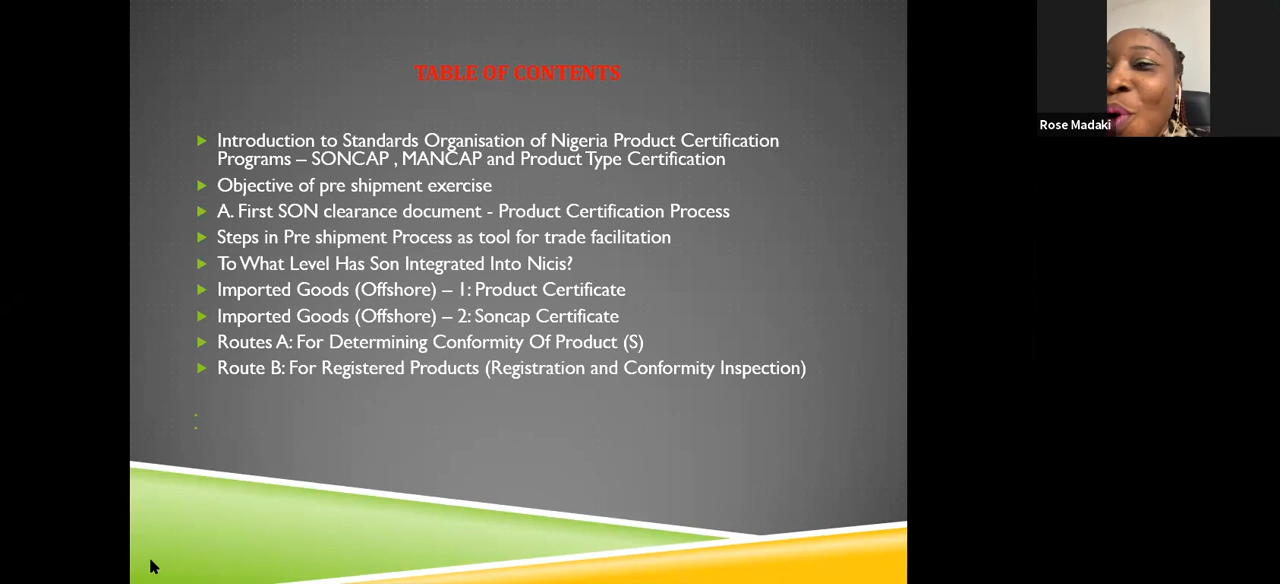 TABLE OF CONTENTS
Introduction to Standards Organisation of Nigeria Product Certification
Programs – SONCAP , MANCAP and Product Type Certification
Objective of pre shipment exercise
A. First SON clearance document - Product Certification Process
Steps in Pre shipment Process as tool for trade facilitation
To What Level Has Son Integrated Into Nicis?
Imported Goods (Offshore) – 1: Product Certificate
Imported Goods (Offshore) – 2: Soncap Certificate
Routes A: For Determining Conformity Of Product (S)
Route B: For Registered Products (Registration and Conformity Inspection)
Rose Madaki